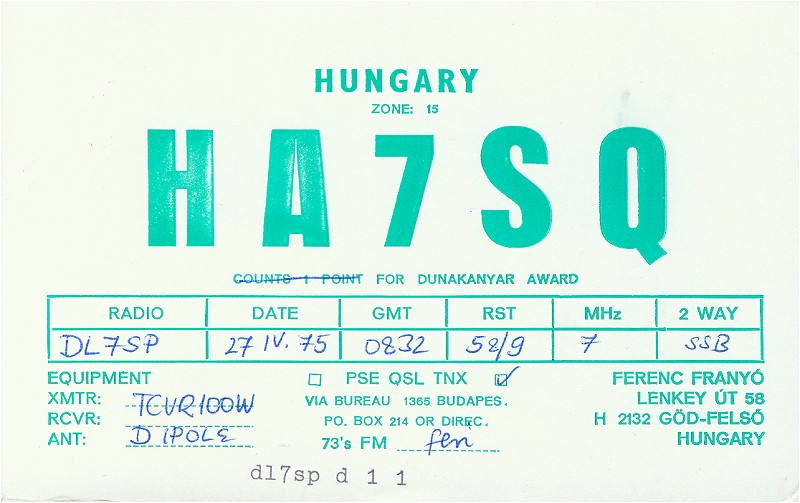 HUNGARY
ZONE: 15
HA7SQ
COUNTS 1 POINT FOR DUNAKANYAR AWARD
RADIO DATE GMT RST MHz 2 WAY
DL7SP 27 IV. 75 0832 58/9 7 SSB
EQUIPMENT PSE QSL TNX FERENC FRANYÓ
XMTR: TCVR100W VIA BUREAU 1365 BUDAPES. LENKEY ÚT 58
RCVR: PO. BOX 214 OR DIREC. H 2132 GÖD-FELSŐ
ANT: DIPOLE 73's FM feri HUNGARY
dl7sp d 1 1